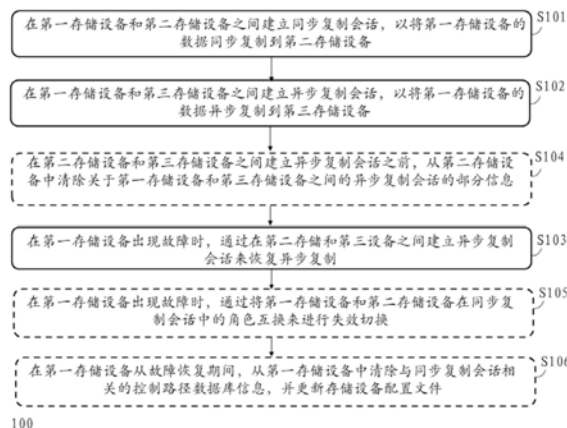 在第一存储设备和第二存储设备之间建立同步复制会话，以将第一存储设备的
数据同步复制到第二存储设备
S101
在第一存储设备和第三存储设备之间建立异步复制会话，以将第一存储设备的
数据异步复制到第三存储设备
S102
在第二存储设备和第三存储设备之间建立异步复制会话之前，从第二存储设
备中清除关于第一存储设备和第三存储设备之间的异步复制会话的部分信息
S104
在第一存储设备出现故障时，通过在第二存储和第三设备之间建立异步复制
会话来恢复异步复制
S103
在第一存储设备出现故障时，通过将第一存储设备和第二存储设备在同步复
制会话中的角色互换来进行失效切换
S105
在第一存储设备从故障恢复期间，从第一存储设备中清除与同步复制会话相
关的控制路径数据库信息，并更新存储设备配置文件
S106
100